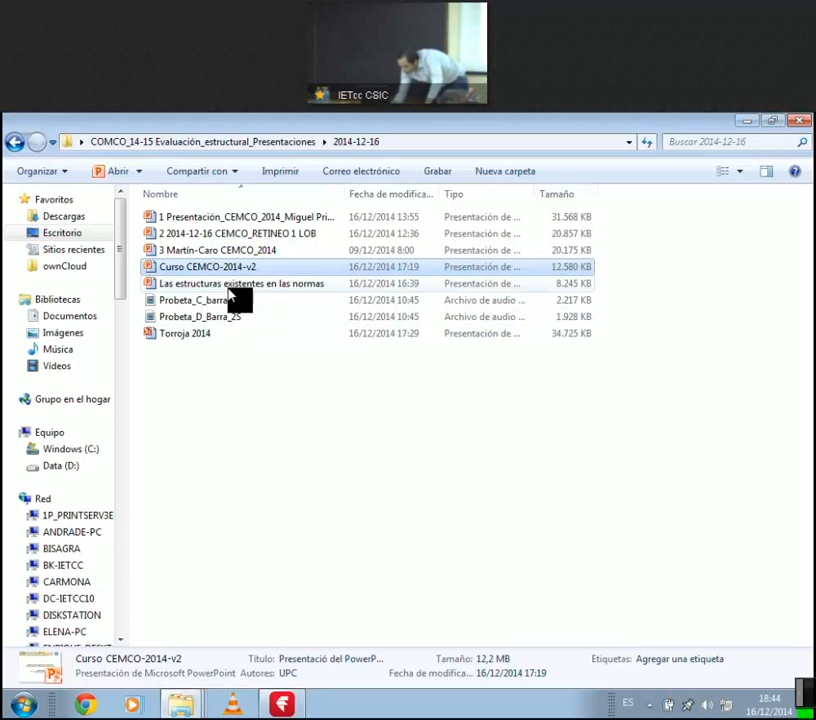 IETcc CSIC
COMCO_14-15 Evaluación_estructural_Presentaciones 2014-12-16
Buscar 2014-12-16
Organizar Abrir Compartir con Imprimir Correo electrónico Grabar Nueva carpeta
Nombre Fecha de modifica... Tipo Tamaño
Favoritos
Descargas
Escritorio
Sitios recientes
ownCloud
Bibliotecas
Documentos
Imágenes
Música
Vídeos
Grupo en el hogar
Equipo
Windows (C:)
Data (D:)
Red
1P_PRINTSERV3E
ANDRADE-PC
BISAGRA
BK-IETCC
CARMONA
DC-IETCC10
DISKSTATION
ELENA-PC
1 Presentación_CEMCO_2014_Miguel Pri... 16/12/2014 13:55 Presentación de ... 31.568 KB
2 2014-12-16 CEMCO_RETINEO 1 LOB 16/12/2014 12:36 Presentación de ... 20.857 KB
3 Martín-Caro CEMCO_2014 09/12/2014 8:00 Presentación de ... 20.175 KB
Curso CEMCO-2014-v2 16/12/2014 17:19 Presentación de ... 12.580 KB
Las estructuras existentes en las normas 16/12/2014 16:39 Presentación de ... 8.245 KB
Probeta_C_barra 16/12/2014 10:45 Archivo de audio ... 2.217 KB
Probeta_D_Barra_25 16/12/2014 10:45 Archivo de audio ... 1.928 KB
Torroja 2014 16/12/2014 17:29 Presentación de ... 34.725 KB
Curso CEMCO-2014-v2 Título: Presentació del PowerP... Tamaño: 12,2 MB Etiquetas: Agregar una etiqueta
Presentación de Microsoft PowerPoint Autores: UPC Fecha de modifica... 16/12/2014 17:19
ES
18:44
16/12/2014